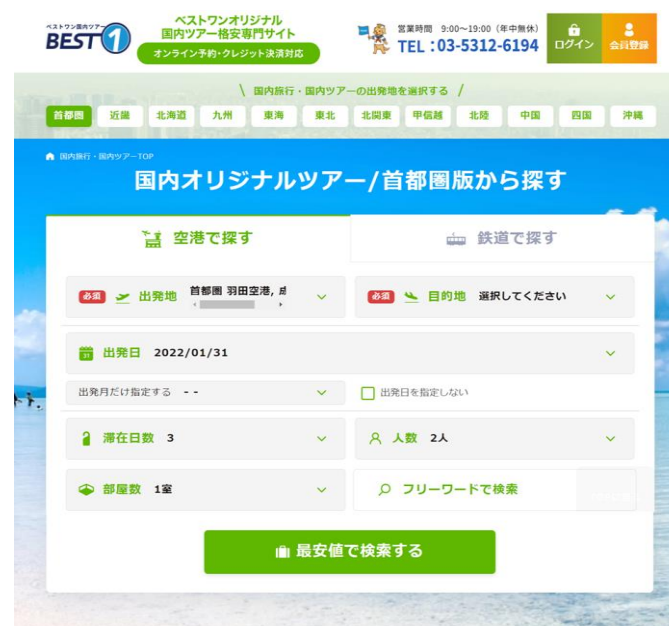 ベストワン国内ツアー
BEST1
ベストワンオリジナル
国内ツアー格安専門サイト
オンライン予約・クレジット決済対応
営業時間 9:00～19:00（年中無休）
TEL：03-5312-6194
ログイン
会員登録
\ 国内旅行・国内ツアーの出発地を選択する /
首都圏 近畿 北海道 九州 東海 東北 北関東 甲信越 北陸 中国 四国 沖縄
国内旅行・国内ツアーTOP
国内オリジナルツアー/首都圏版から探す
空港で探す 鉄道で探す
必須 出発地 首都圏 羽田空港, 成
必須 目的地 選択してください
31 出発日 2022/01/31
出発月だけ指定する - -
出発日を指定しない
滞在日数 3
人数 2人
部屋数 1室
フリーワードで検索
最安値で検索する